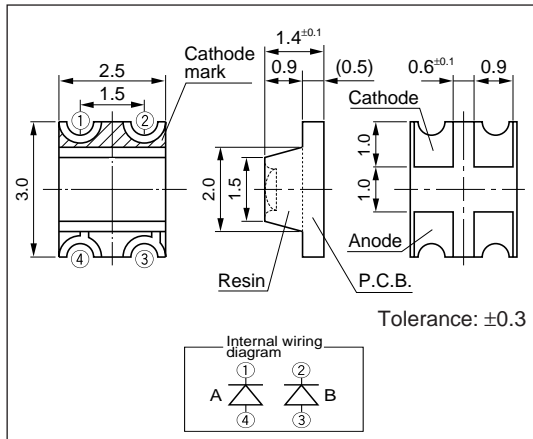 1.4±0.1
2.5
Cathode
mark
0.9
(0.5)
0.6±0.1
0.9
1.5
Cathode
① ②
3.0
2.0
1.5
1.0
1.0
Anode
④ ③
Resin
P.C.B.
Tolerance: ±0.3
Internal wiring
diagram
① ②
A B
④ ③